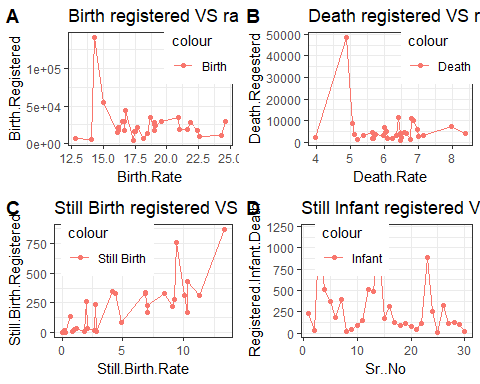 A
Birth registered VS ra
colour
Birth
Birth.Registered
1e+05
5e+04
0e+00
12.5 15.0 17.5 20.0 22.5 25.0
Birth.Rate
B
Death registered VS r
colour
Death
Death.Regesterd
50000
40000
30000
20000
10000
0
4 5 6 7 8
Death.Rate
C
Still Birth registered VS
colour
Still Birth
Still.Birth.Registered
750
500
250
0
0 5 10
Still.Birth.Rate
D
Still Infant registered V
colour
Infant
Registered.Infant.Death
1250
1000
750
500
250
0
0 10 20 30
Sr..No